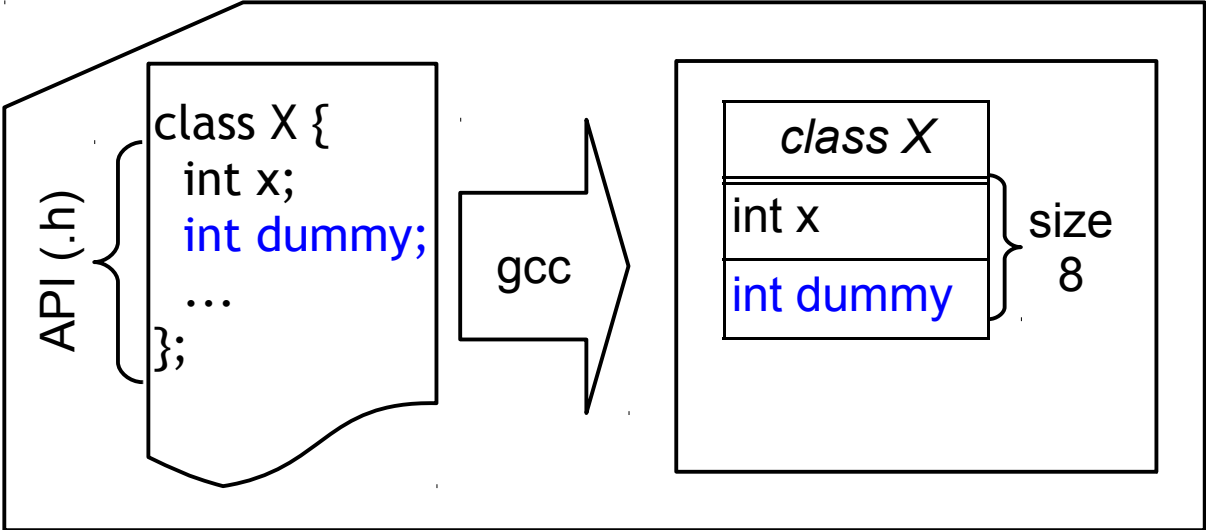 API (.h)
class X {
int x;
int dummy;
...
};
gcc
class X
int x
int dummy
size
8